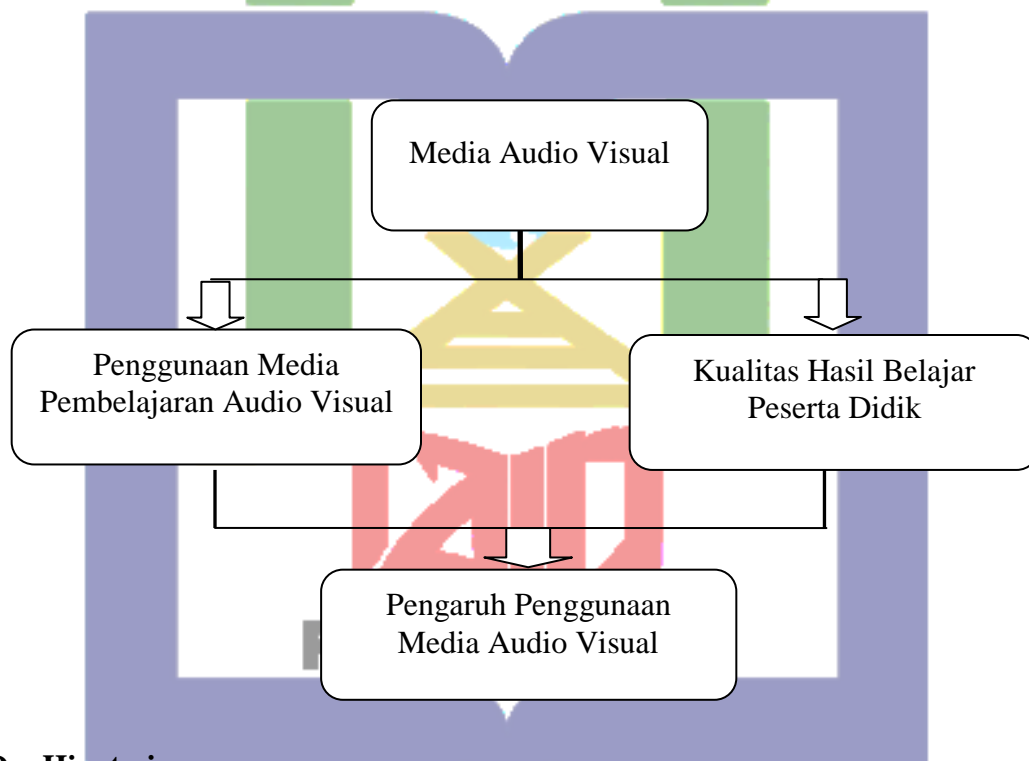 Media Audio Visual
Penggunaan Media
Pembelajaran Audio Visual
Kualitas Hasil Belajar
Peserta Didik
Pengaruh Penggunaan
Media Audio Visual